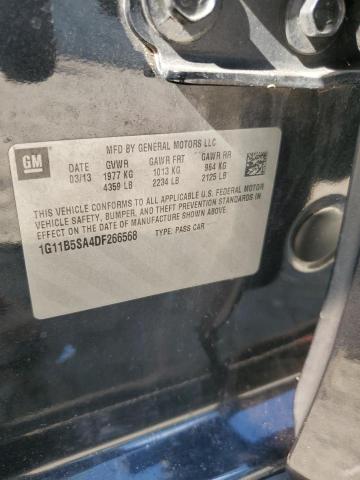 MFD BY GENERAL MOTORS LLC
GM
DATE GVWR GAWR FRT GAWR RR
03/13 1977 KG 1013 KG 964 KG
4359 LB 2234 LB 2125 LB
THIS VEHICLE CONFORMS TO ALL APPLICABLE U.S. FEDERAL MOTOR
VEHICLE SAFETY, BUMPER, AND THEFT PREVENTION STANDARDS IN
EFFECT ON THE DATE OF MANUFACTURE SHOWN ABOVE.
1G11B5SA4DF266568 TYPE: PASS CAR